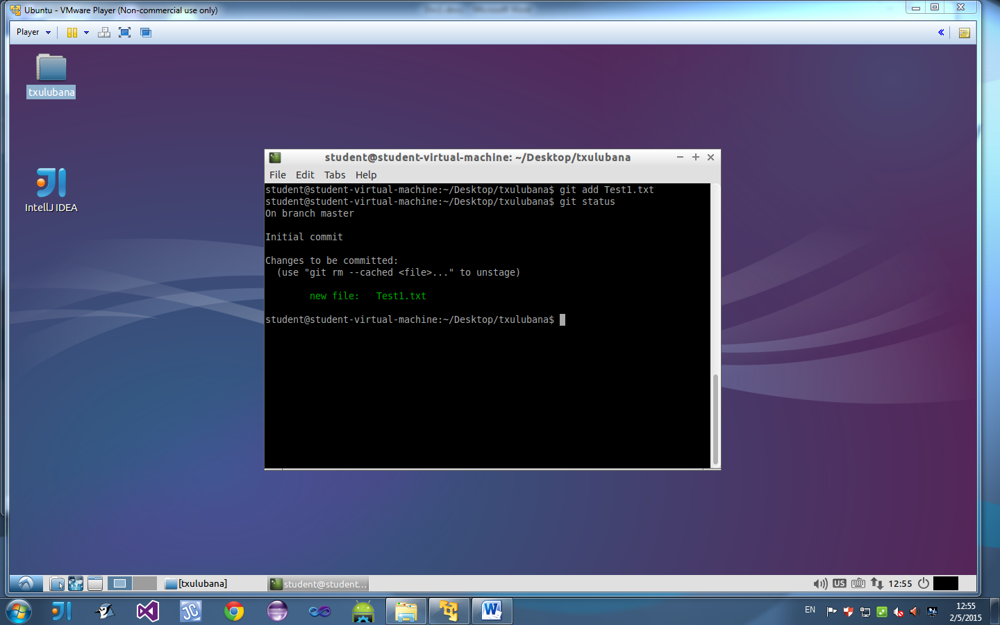 Ubuntu - VMware Player (Non-commercial use only)
Player
txulubana
IntellJ IDEA
student@student-virtual-machine: ~/Desktop/txulubana
File Edit Tabs Help
student@student-virtual-machine:~/Desktop/txulubana$ git add Test1.txt
student@student-virtual-machine:~/Desktop/txulubana$ git status
On branch master
Initial commit
Changes to be committed:
(use "git rm --cached <file>..." to unstage)
new file: Test1.txt
student@student-virtual-machine:~/Desktop/txulubana$
[txulubana] student@student... US 12:55
JI JC W EN 12:55
2/5/2015